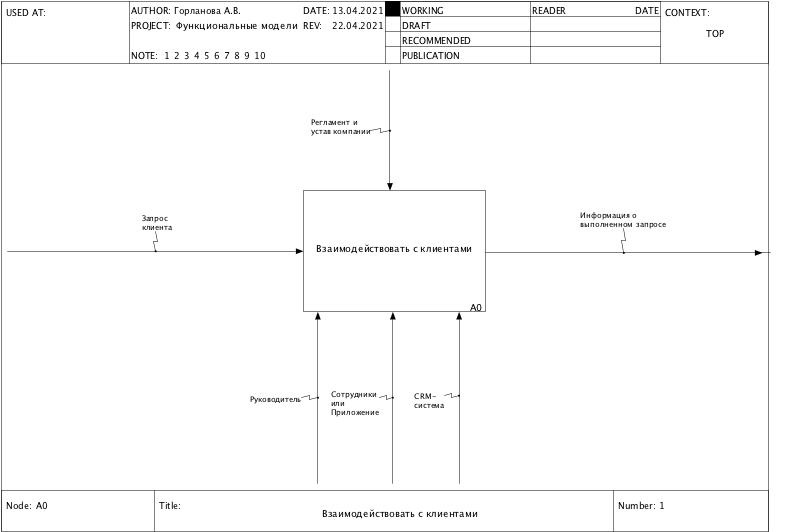 USED AT:
AUTHOR: Горланова А.В.
DATE: 13.04.2021
PROJECT: Функциональные модели
REV: 22.04.2021
NOTE: 1 2 3 4 5 6 7 8 9 10
WORKING
DRAFT
RECOMMENDED
PUBLICATION
READER
DATE
CONTEXT:
TOP
Регламент и
устав компании
Запрос
клиента
Информация о
выполненном запросе
Взаимодействовать с клиентами
A0
Руководитель
Сотрудники
или
Приложение
CRM-
система
Node: A0
Title:
Взаимодействовать с клиентами
Number: 1